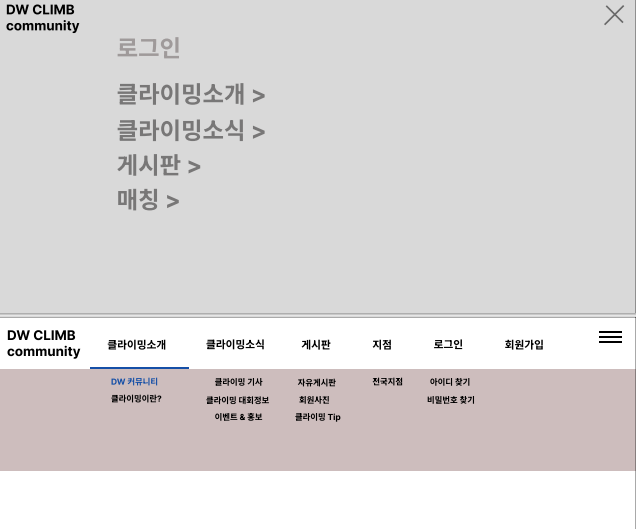 DW CLIMB
community
로그인
클라이밍소개 >
클라이밍소식 >
게시판 >
매칭 >
DW CLIMB
community
클라이밍소개 클라이밍소식 게시판 지점 로그인 회원가입
DW 커뮤니티 클라이밍 기사 자유게시판 전국지점 아이디 찾기
클라이밍이란? 클라이밍 대회정보 회원사진 비밀번호 찾기
이벤트 & 홍보 클라이밍 Tip